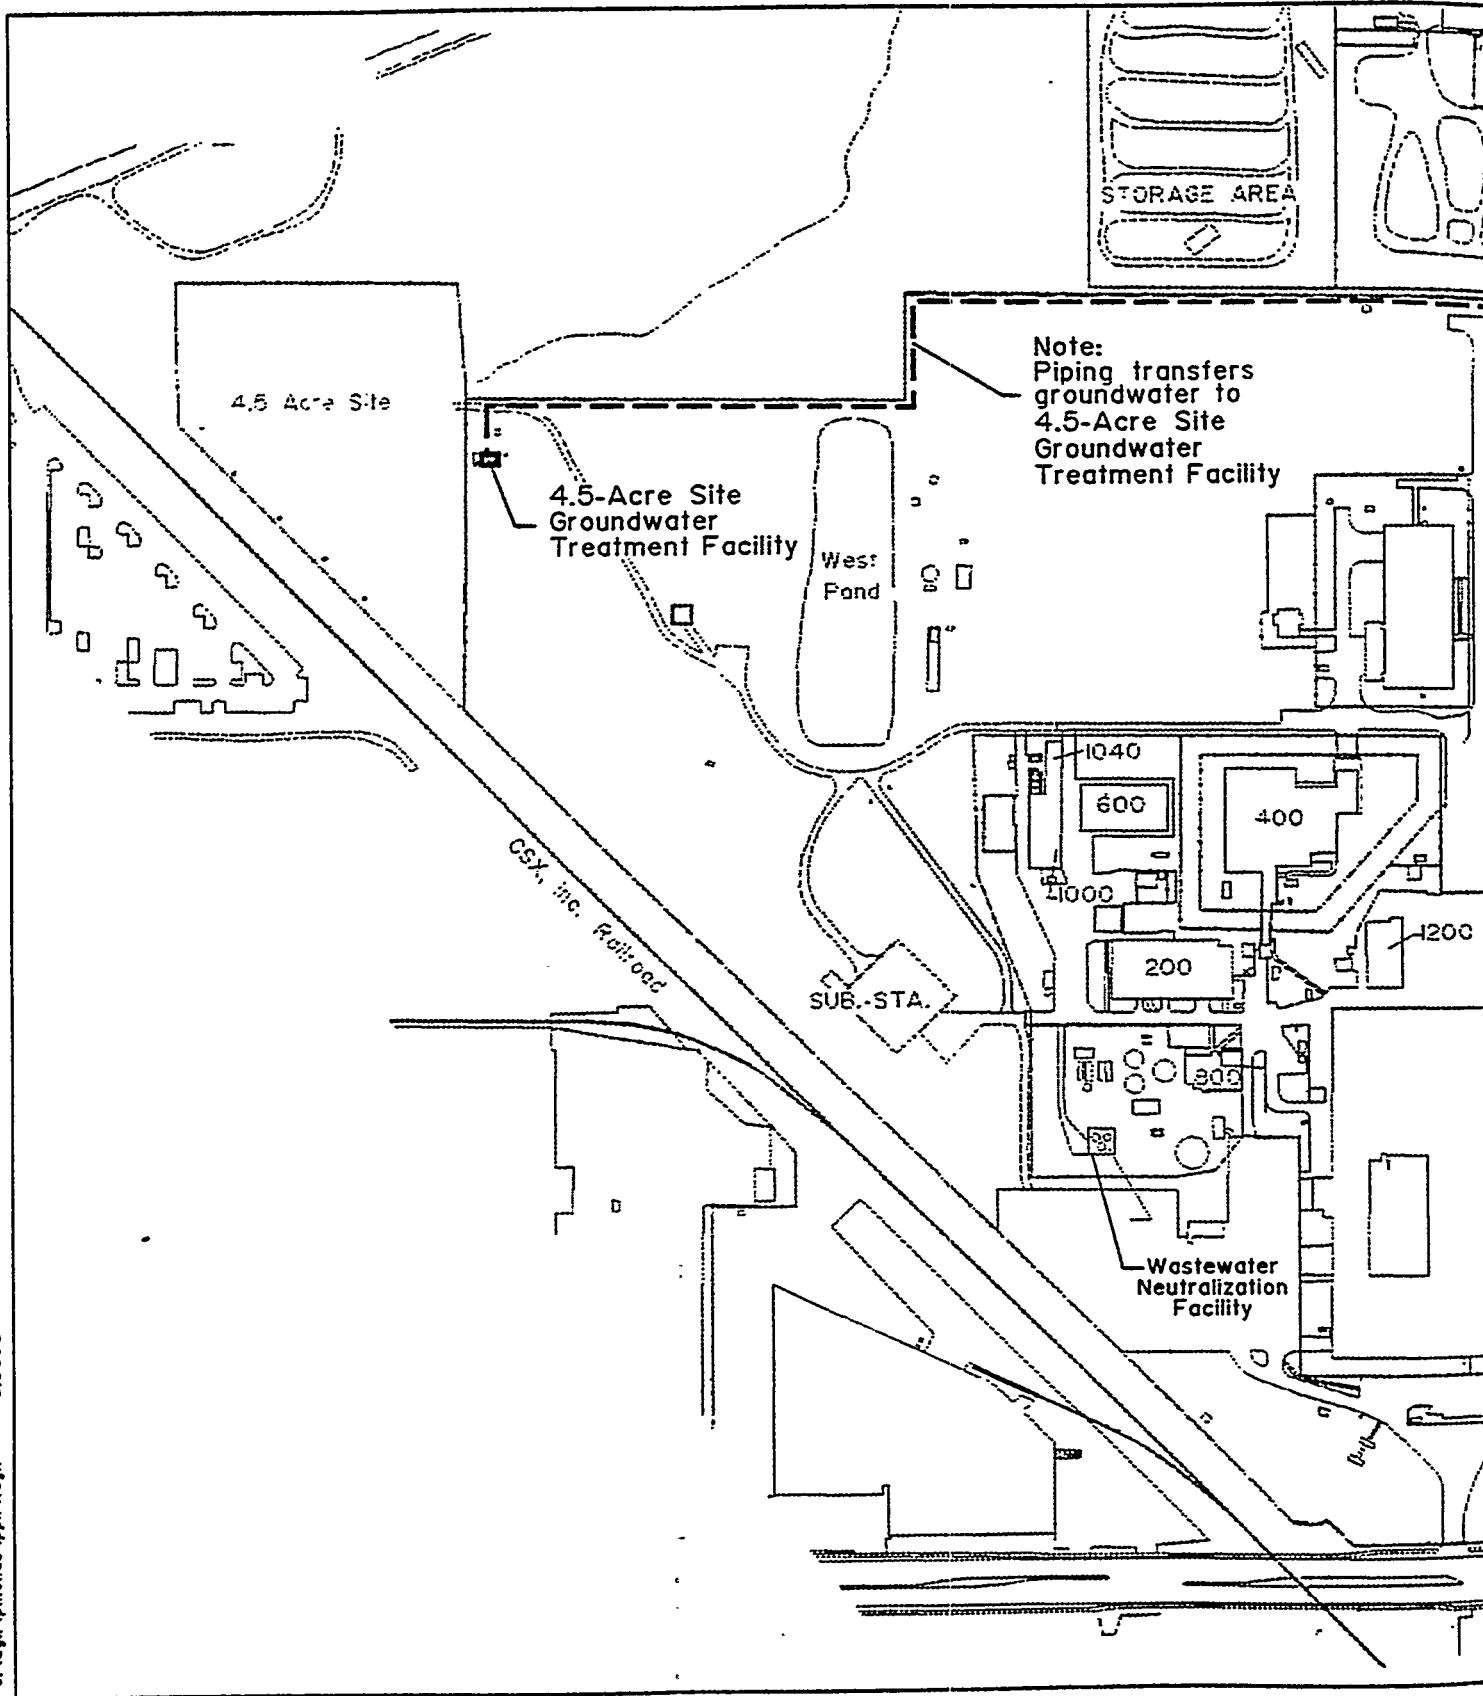 STORAGE AREA
Note:
Piping transfers
groundwater to
4.5-Acre Site
Groundwater
Treatment Facility
4.5 Acre Site
4.5-Acre Site
Groundwater
Treatment Facility
West
Pond
1040
600
400
1000
1200
200
CSX, Inc. Railroad
SUB.-STA.
800
Wastewater
Neutralization
Facility